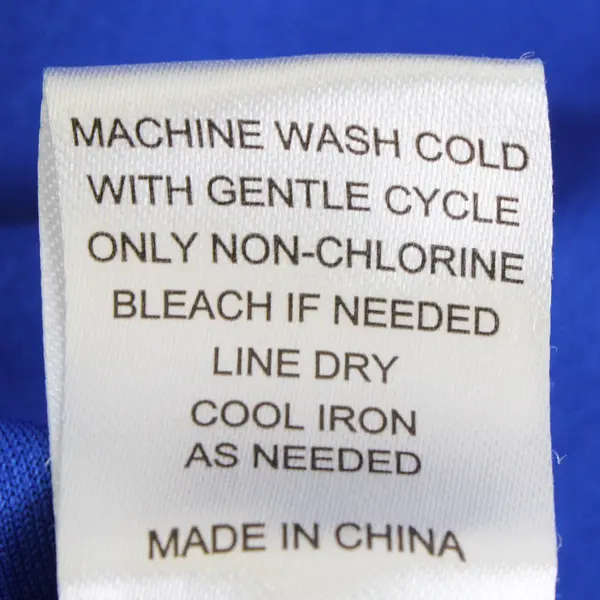 MACHINE WASH COLD
WITH GENTLE CYCLE
ONLY NON-CHLORINE
BLEACH IF NEEDED
LINE DRY
COOL IRON
AS NEEDED
MADE IN CHINA